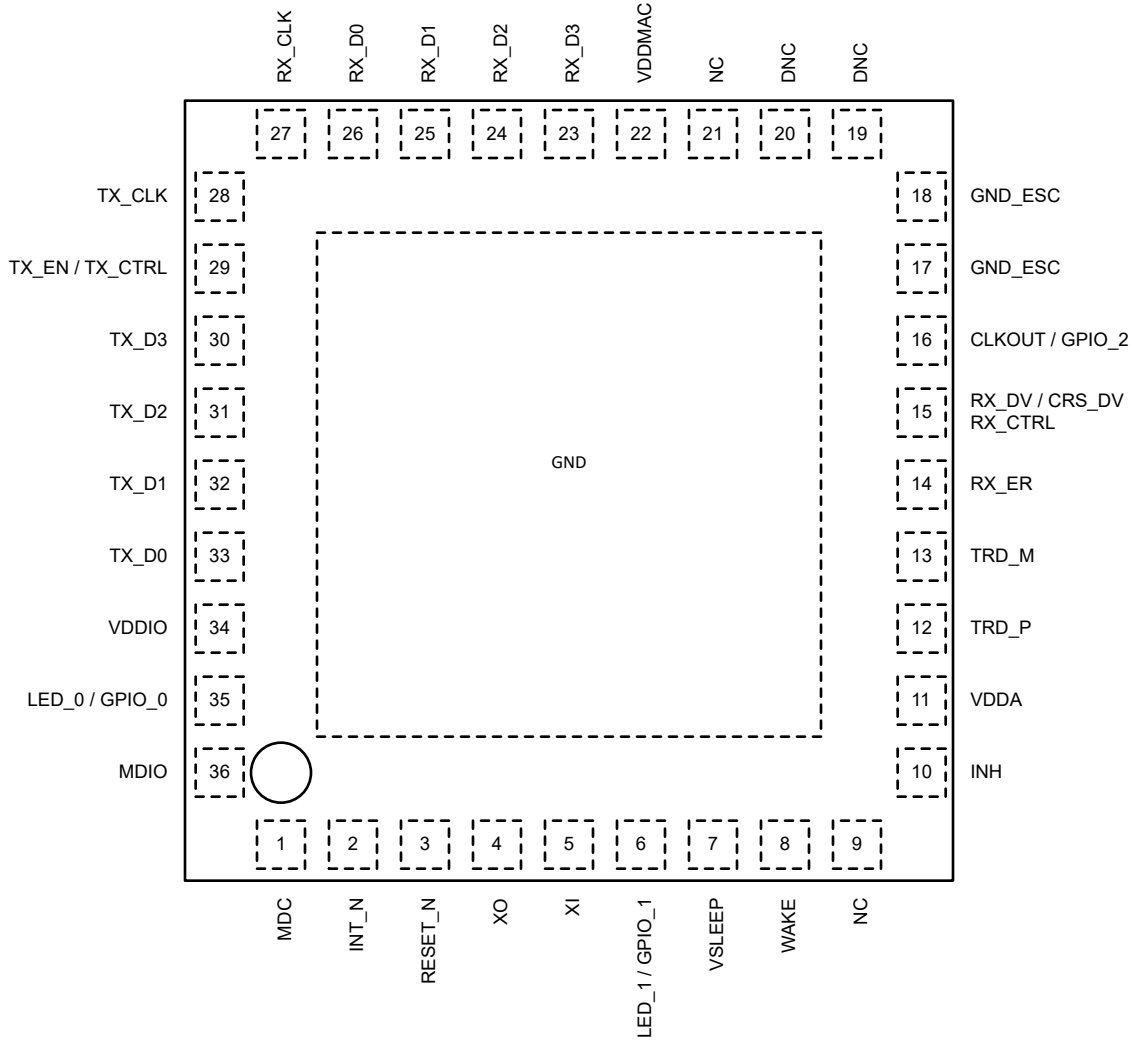 RX_CLK
RX_D0
RX_D1
RX_D2
RX_D3
VDDMAC
NC
DNC
DNC
27
26
25
24
23
22
21
20
19
TX_CLK
28
18
GND_ESC
TX_EN / TX_CTRL
29
17
GND_ESC
TX_D3
30
16
CLKOUT / GPIO_2
TX_D2
31
15
RX_DV / CRS_DV
RX_CTRL
GND
TX_D1
32
14
RX_ER
TX_D0
33
13
TRD_M
VDDIO
34
12
TRD_P
LED_0 / GPIO_0
35
11
VDDA
MDIO
36
10
INH
1
2
3
4
5
6
7
8
9
MDC
INT_N
RESET_N
XO
XI
LED_1 / GPIO_1
VSLEEP
WAKE
NC